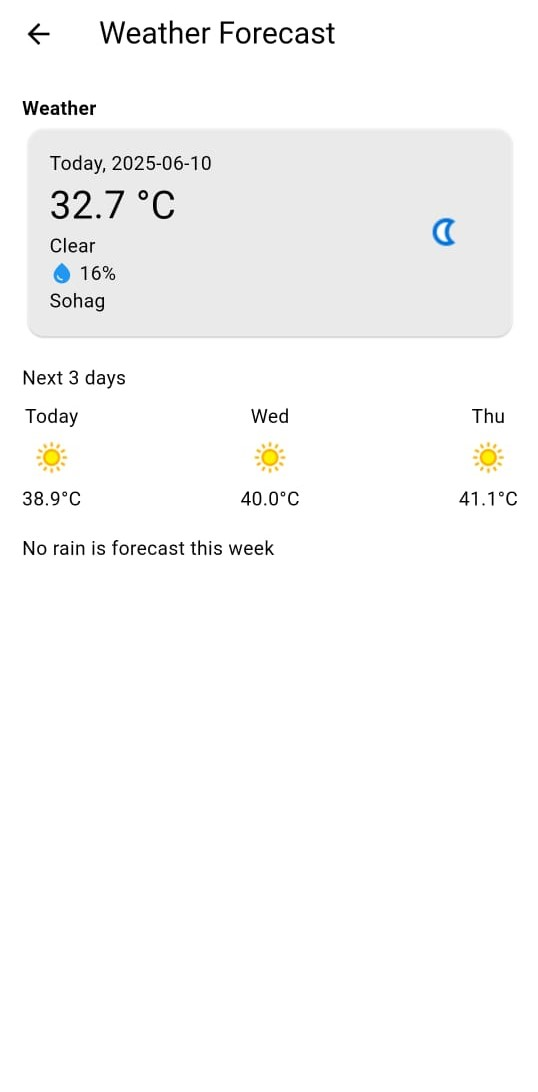 Weather Forecast
Weather
Today, 2025-06-10
32.7 °C
Clear
16%
Sohag
Next 3 days
Today Wed Thu
38.9°C 40.0°C 41.1°C
No rain is forecast this week